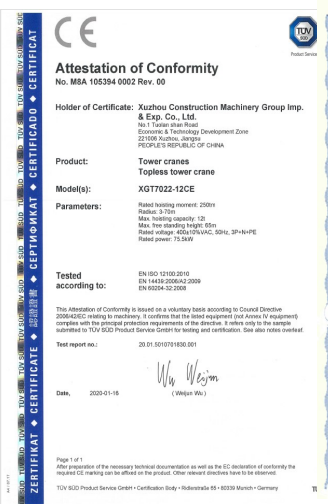 CE
TÜV
SÜD
Product Service
Attestation of Conformity
No. M8A 105394 0002 Rev. 00
Holder of Certificate: Xuzhou Construction Machinery Group Imp.
& Exp. Co., Ltd.
No.1 Tuolan shan Road
Economic & Technology Development Zone
221006 Xuzhou, Jiangsu
PEOPLE'S REPUBLIC OF CHINA
Product: Tower cranes
Topless tower crane
Model(s): XGT7022-12CE
Parameters: Rated hoisting moment: 250tm
Radius: 3-70m
Max. hoisting capacity: 12t
Max. free standing height: 65m
Rated voltage: 400±10%VAC, 50Hz, 3P+N+PE
Rated power: 75.5kW
Tested
according to:
EN ISO 12100:2010
EN 14439:2006/A2:2009
EN 60204-32:2008
This Attestation of Conformity is issued on a voluntary basis according to Council Directive
2006/42/EC relating to machinery. It confirms that the listed equipment (not Annex IV equipment)
complies with the principal protection requirements of the directive. It refers only to the sample
submitted to TÜV SÜD Product Service GmbH for testing and certification. See also notes overleaf.
Test report no.: 20.01.5010701830.001
Date, 2020-01-16
( Weijun Wu )
Page 1 of 1
After preparation of the necessary technical documentation as well as the EC declaration of conformity the
required CE marking can be affixed on the product. Other relevant directives have to be observed.
TÜV SÜD Product Service GmbH • Certification Body • Ridlerstraße 65 • 80339 Munich • Germany
ZERTIFIKAT ◆ CERTIFICATE ◆ 認證證書 ◆ СЕРТИФИКАТ ◆ CERTIFICADO ◆ CERTIFICAT